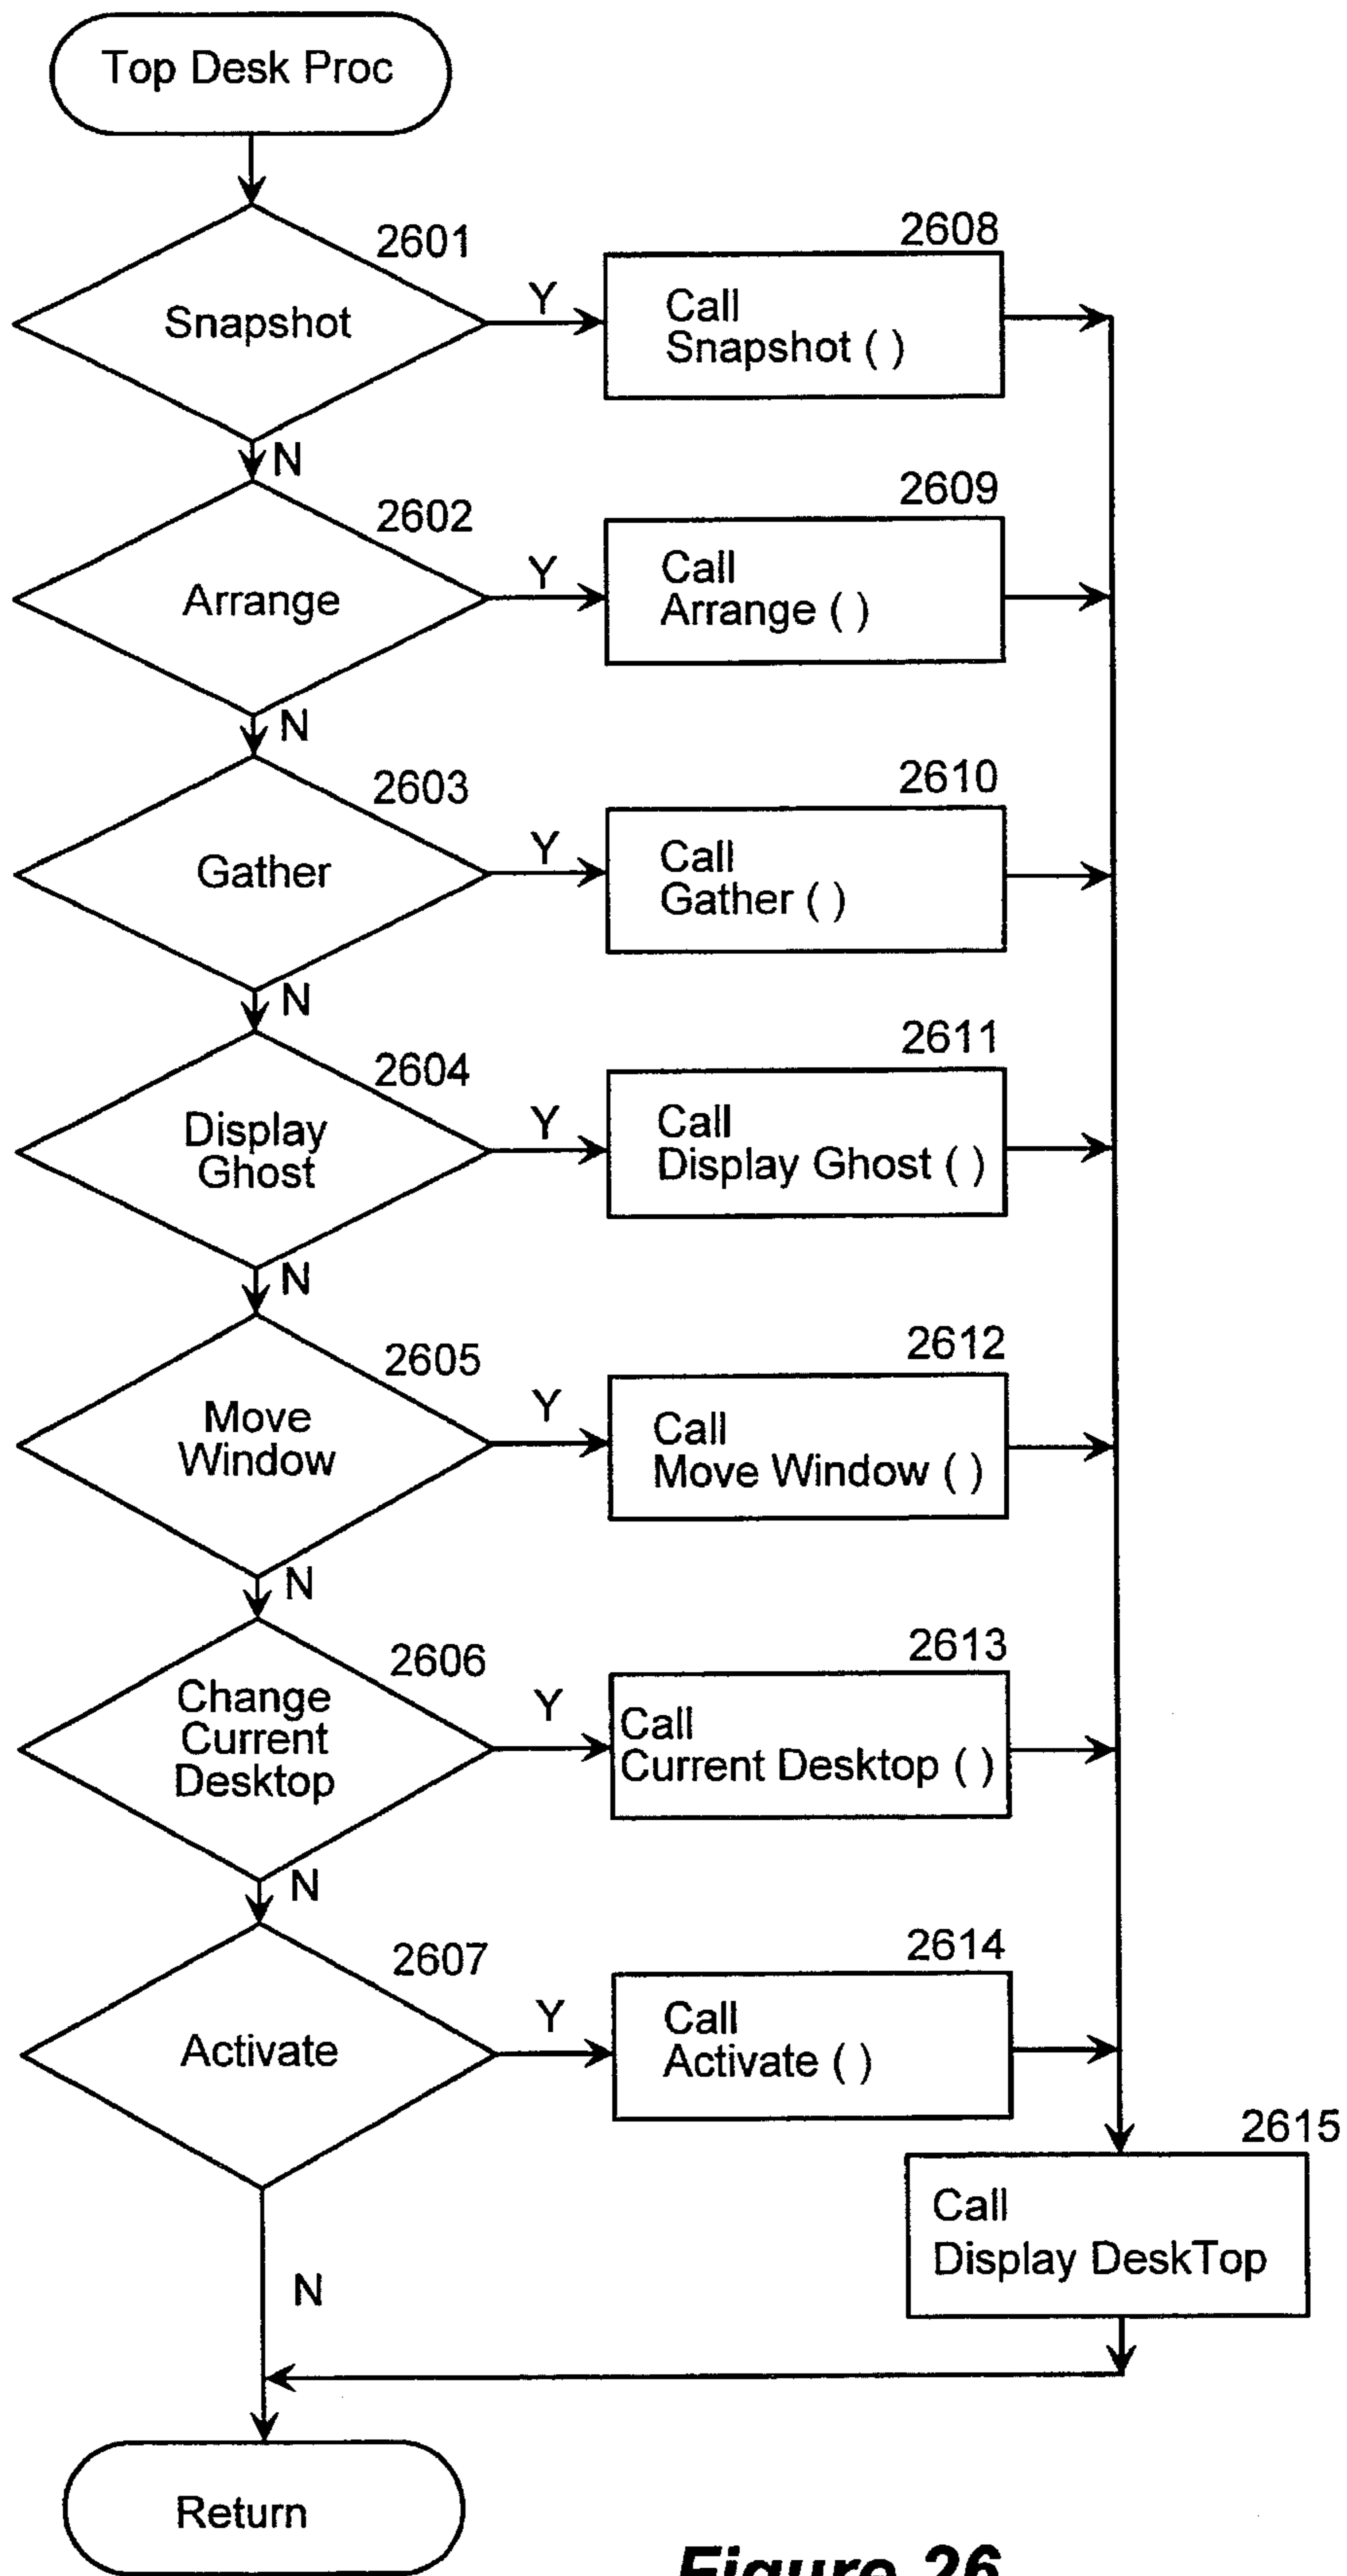 Top Desk Proc
2601
2608
Snapshot
Y
Call
Snapshot ( )
N
2602
2609
Arrange
Y
Call
Arrange ( )
N
2603
2610
Gather
Y
Call
Gather ( )
N
2604
2611
Display
Ghost
Y
Call
Display Ghost ( )
N
2605
2612
Move
Window
Y
Call
Move Window ( )
N
2606
2613
Change
Current
Desktop
Y
Call
Current Desktop ( )
N
2607
2614
Activate
Y
Call
Activate ( )
2615
Call
Display DeskTop
N
Return
Figure 26